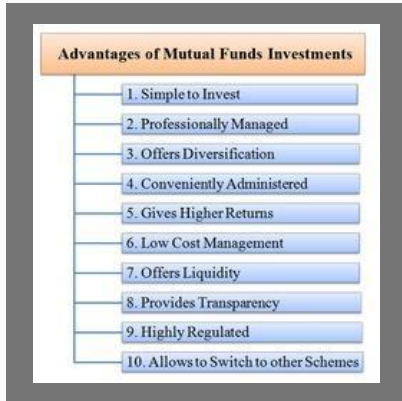 Advantages of Mutual Funds Investments
1. Simple to Invest
2. Professionally Managed
3. Offers Diversification
4. Conveniently Administered
5. Gives Higher Returns
6. Low Cost Management
7. Offers Liquidity
8. Provides Transparency
9. Highly Regulated
10. Allows to Switch to other Schemes